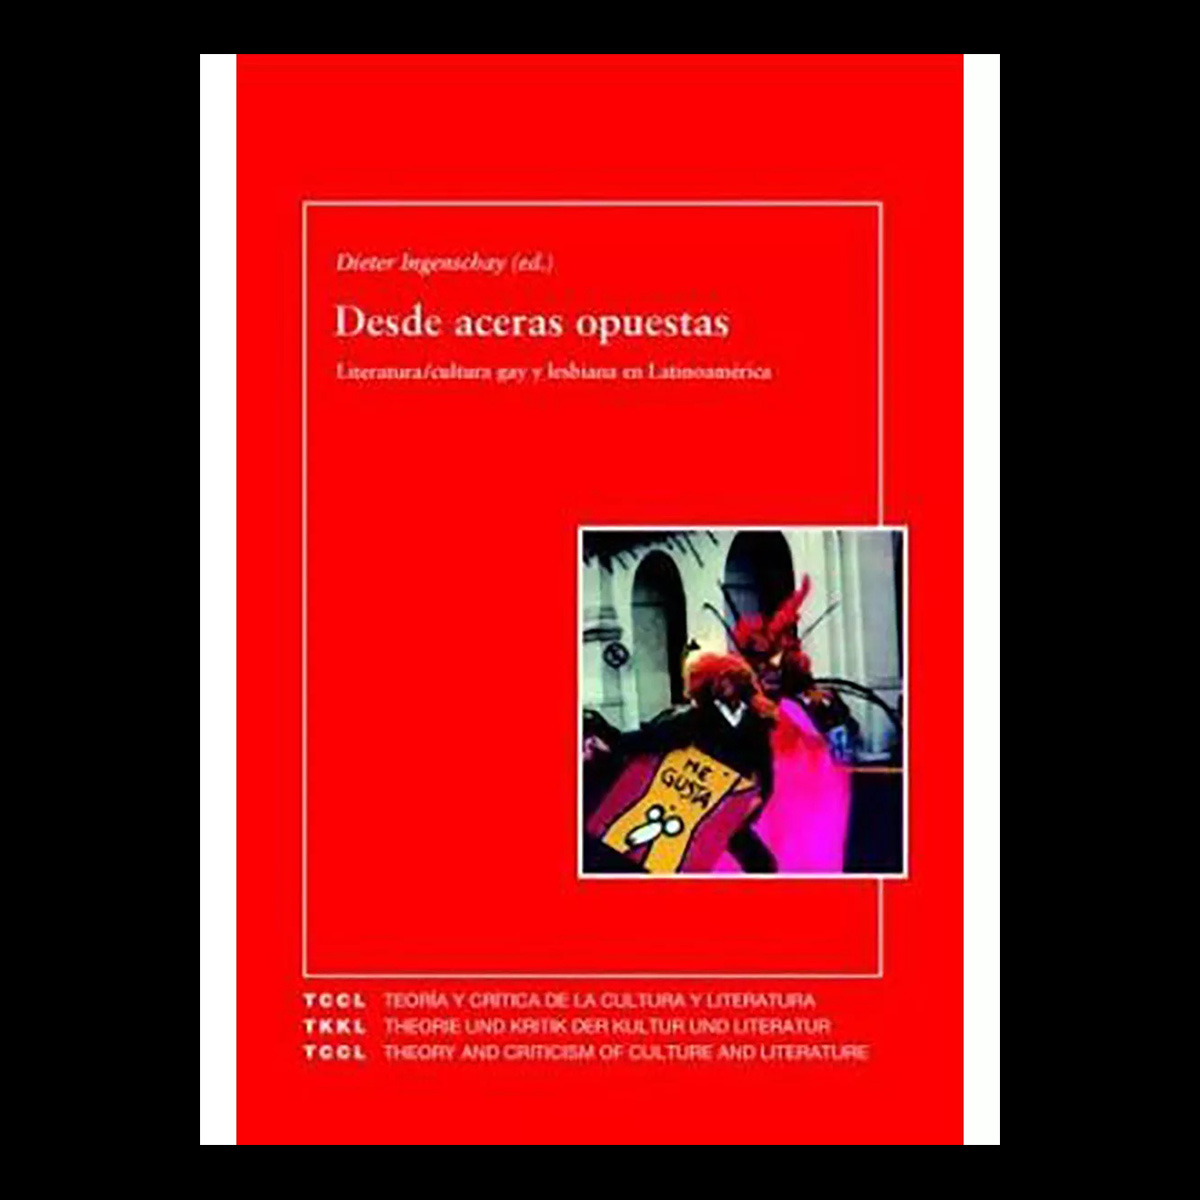 Dieter Ingenschay (ed.)
Desde aceras opuestas
Literatura/cultura gay y lesbiana en Latinoamérica
ME
GUSTA
TCCL TEORÍA Y CRÍTICA DE LA CULTURA Y LITERATURA
TKKL THEORIE UND KRITIK DER KULTUR UND LITERATUR
TCCL THEORY AND CRITICISM OF CULTURE AND LITERATURE